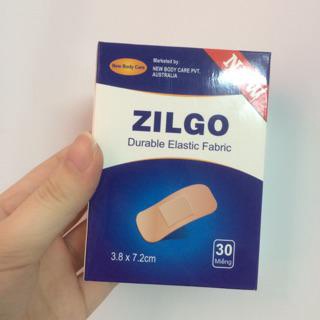 New Body Care
Marketed by
NEW BODY CARE PVT.
AUSTRALIA
NEW
ZILGO
Durable Elastic Fabric
3.8 x 7.2cm
30
Miếng